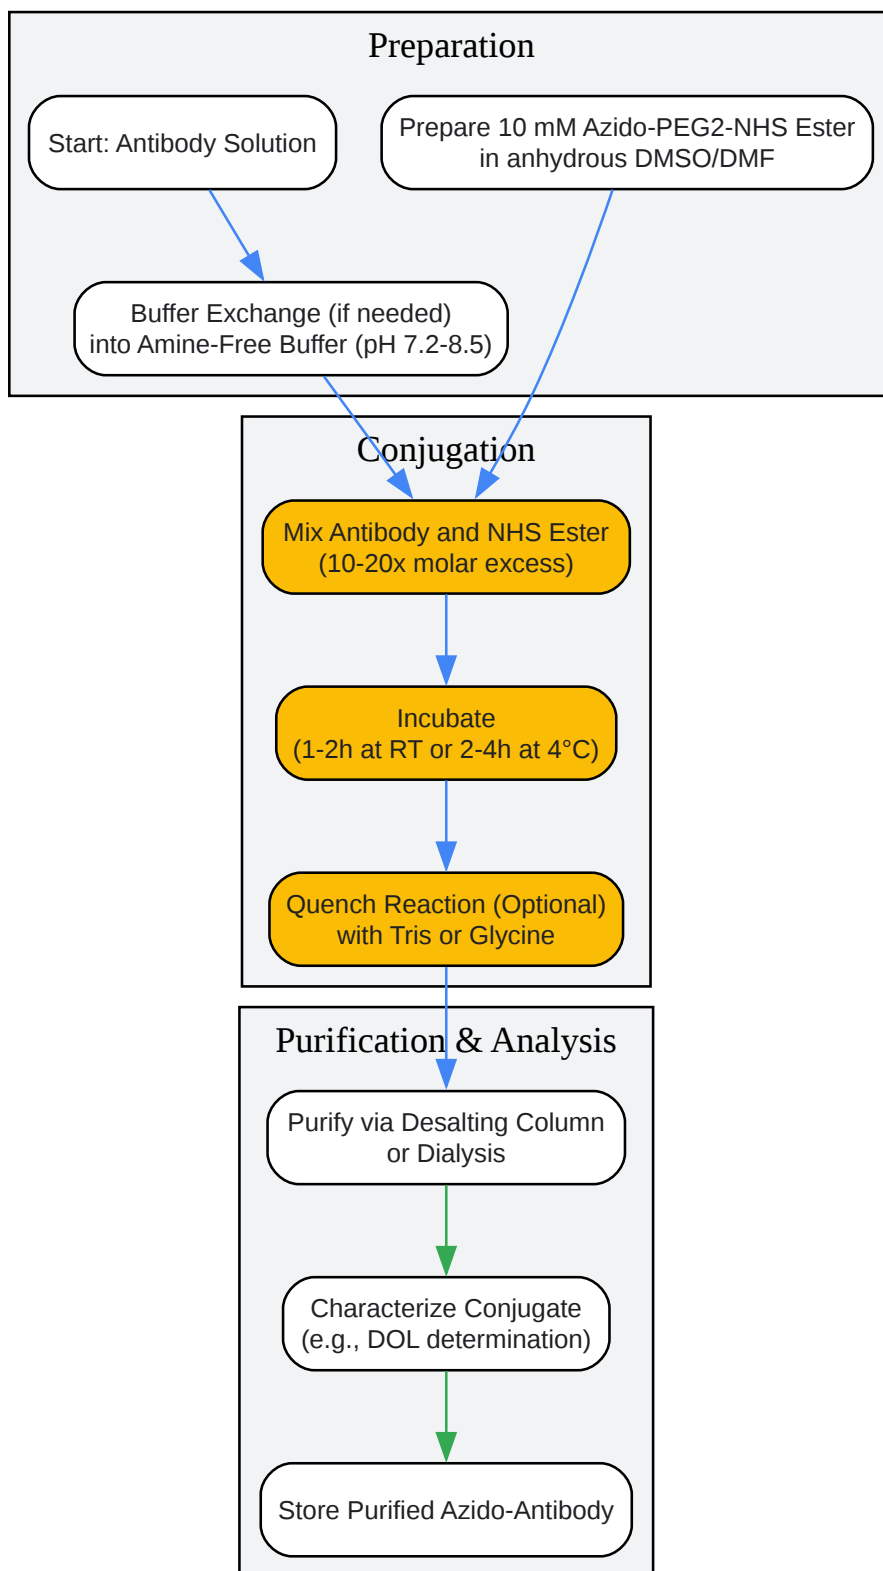 Preparation
Start: Antibody Solution
Prepare 10 mM Azido-PEG2-NHS Ester
in anhydrous DMSO/DMF
Buffer Exchange (if needed)
into Amine-Free Buffer (pH 7.2-8.5)
Conjugation
Mix Antibody and NHS Ester
(10-20x molar excess)
Incubate
(1-2h at RT or 2-4h at 4°C)
Quench Reaction (Optional)
with Tris or Glycine
Purification & Analysis
Purify via Desalting Column
or Dialysis
Characterize Conjugate
(e.g., DOL determination)
Store Purified Azido-Antibody